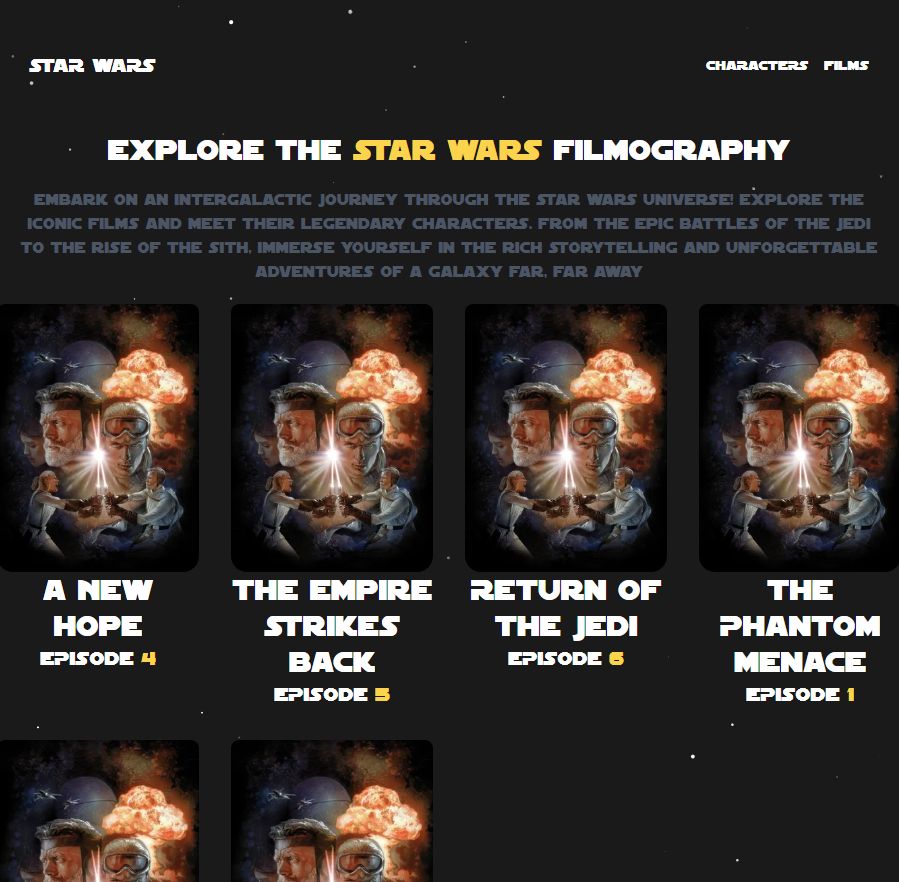 STAR WARS
CHARACTERS FILMS
EXPLORE THE STAR WARS FILMOGRAPHY
EMBARK ON AN INTERGALACTIC JOURNEY THROUGH THE STAR WARS UNIVERSE! EXPLORE THE
ICONIC FILMS AND MEET THEIR LEGENDARY CHARACTERS. FROM THE EPIC BATTLES OF THE JEDI
TO THE RISE OF THE SITH, IMMERSE YOURSELF IN THE RICH STORYTELLING AND UNFORGETTABLE
ADVENTURES OF A GALAXY FAR, FAR AWAY
A NEW
HOPE
EPISODE 4
THE EMPIRE
STRIKES
BACK
EPISODE 5
RETURN OF
THE JEDI
EPISODE 6
THE
PHANTOM
MENACE
EPISODE 1